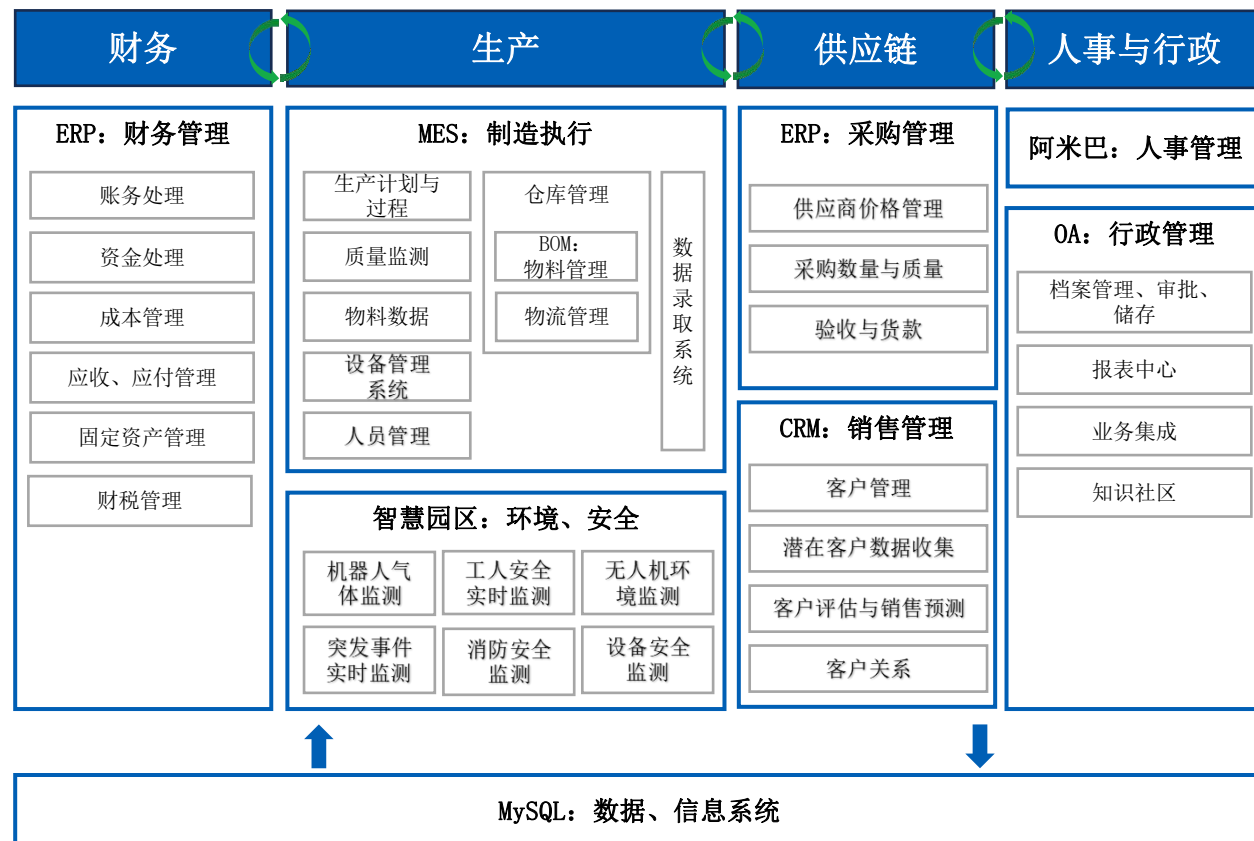 财务
生产
供应链
人事与行政
ERP：财务管理
账务处理
资金处理
成本管理
应收、应付管理
固定资产管理
财税管理
MES：制造执行
生产计划与
过程
质量监测
物料数据
设备管理
系统
人员管理
仓库管理
BOM：
物料管理
物流管理
数
据
录
取
系
统
智慧园区：环境、安全
机器人气
体监测
工人安全
实时监测
无人机环
境监测
突发事件
实时监测
消防安全
监测
设备安全
监测
ERP：采购管理
供应商价格管理
采购数量与质量
验收与货款
CRM：销售管理
客户管理
潜在客户数据收集
客户评估与销售预测
客户关系
阿米巴：人事管理
OA：行政管理
档案管理、审批、
储存
报表中心
业务集成
知识社区
MySQL：数据、信息系统